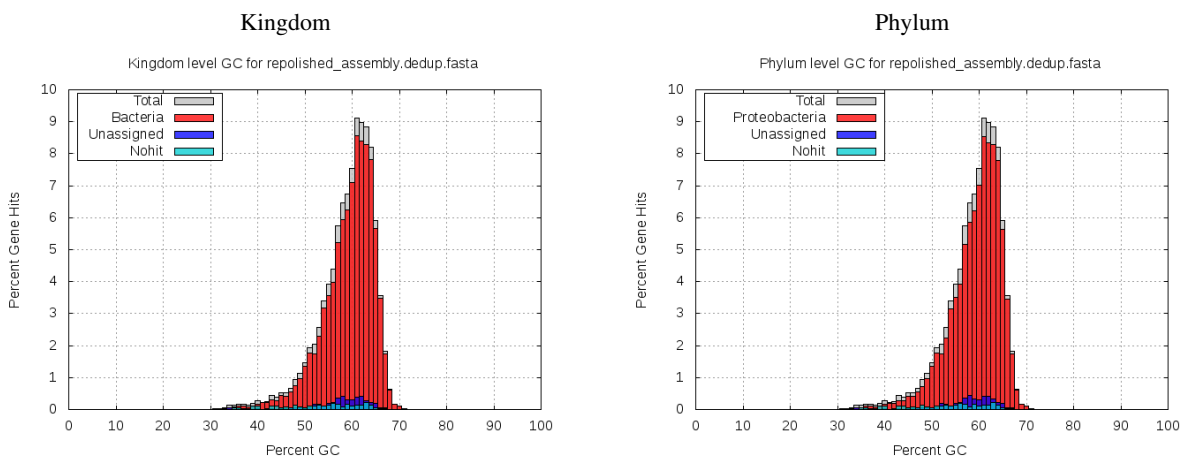 Kingdom
Kingdom level GC for repolished_assembly.dedup.fasta
Total
Bacteria
Unassigned
Nohit
10
9
8
7
6
5
4
3
2
1
0
Percent Gene Hits
0 10 20 30 40 50 60 70 80 90 100
Percent GC
Phylum
Phylum level GC for repolished_assembly.dedup.fasta
Total
Proteobacteria
Unassigned
Nohit
10
9
8
7
6
5
4
3
2
1
0
Percent Gene Hits
0 10 20 30 40 50 60 70 80 90 100
Percent GC